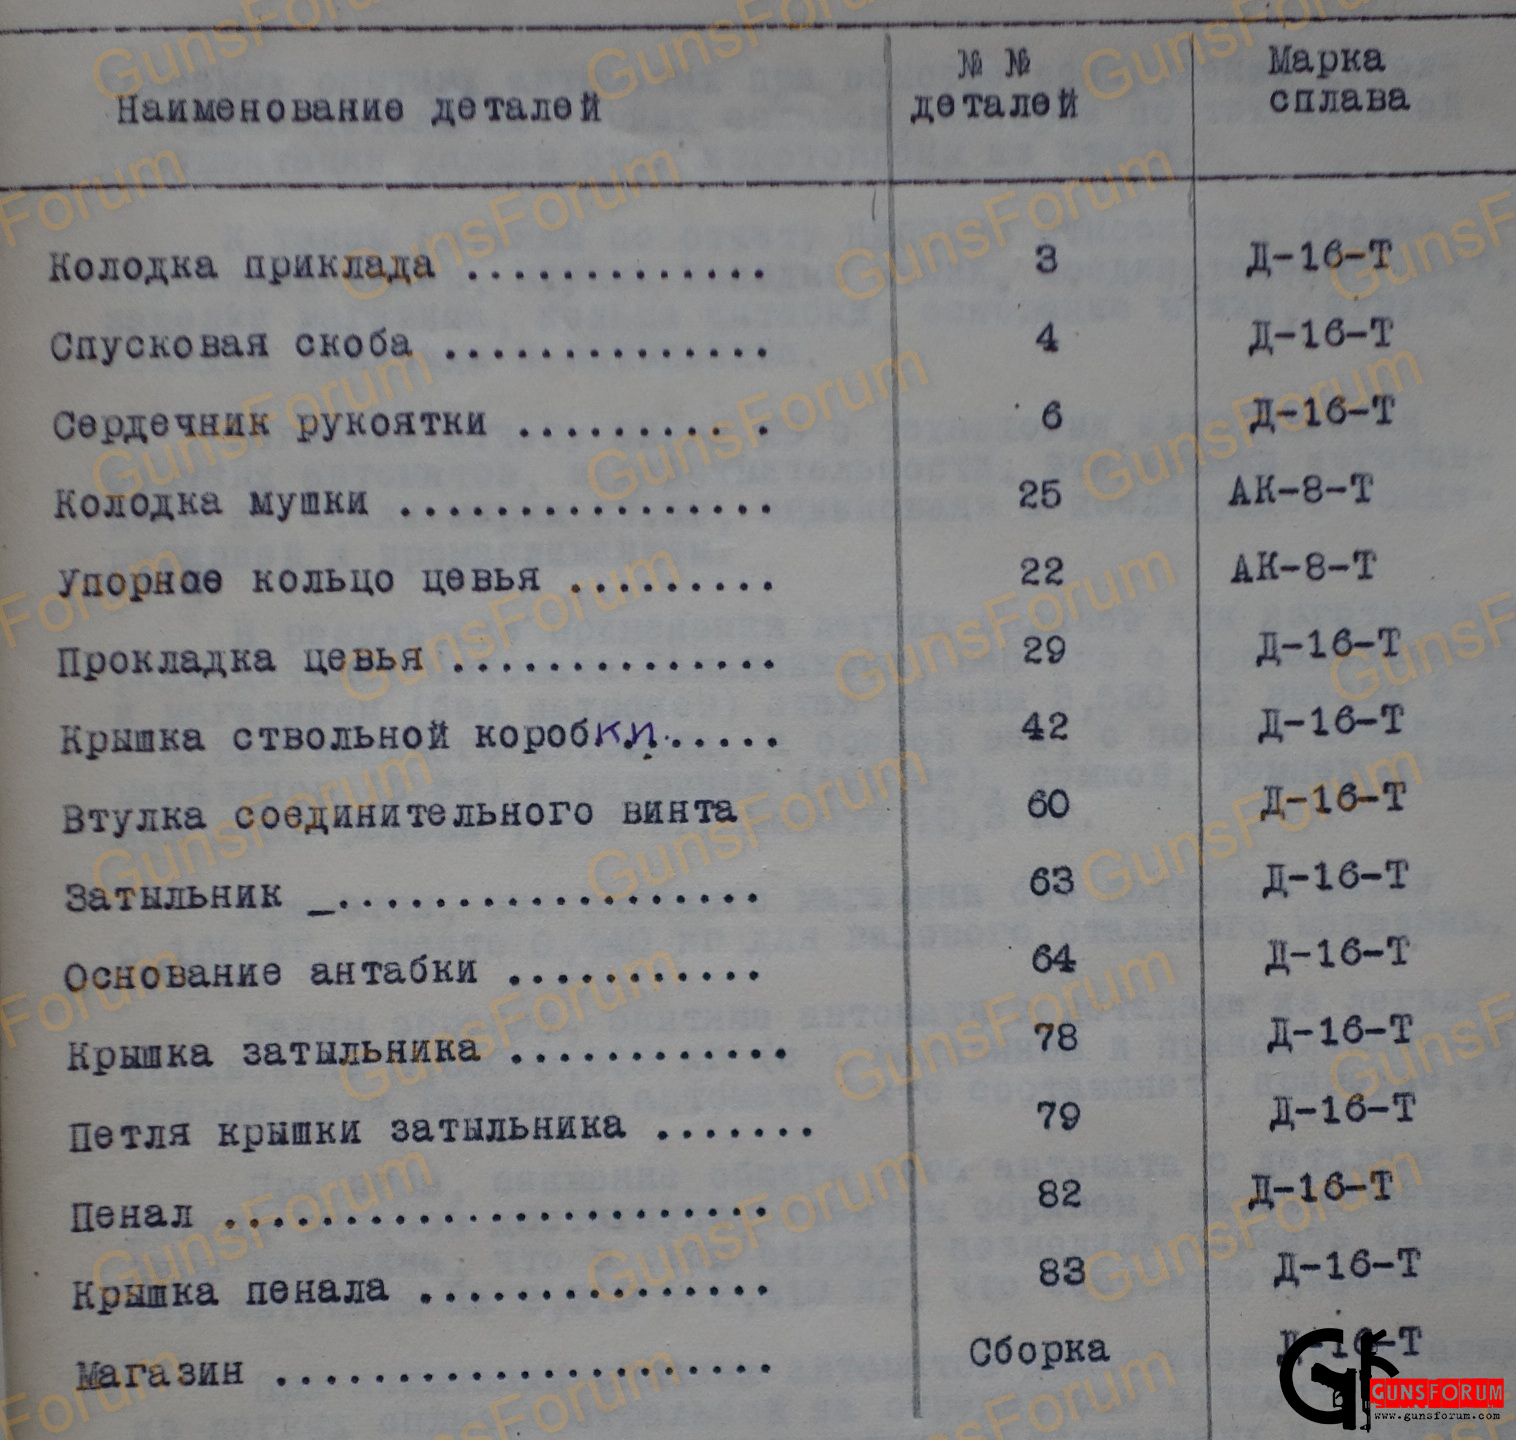 Наименование деталей №№ деталей Марка сплава
Колодка приклада ............. 3 Д-16-Т
Спусковая скоба .............. 4 Д-16-Т
Сердечник рукоятки ......... . 6 Д-16-Т
Колодка мушки ................ 25 АК-8-Т
Упорное кольцо цевья ......... 22 АК-8-Т
Прокладка цевья .............. 29 Д-16-Т
Крышка ствольной коробки...... 42 Д-16-Т
Втулка соединительного винта 60 Д-16-Т
Затыльник _.................. 63 Д-16-Т
Основание антабки ........... 64 Д-16-Т
Крышка затыльника ............ 78 Д-16-Т
Петля крышки затыльника ....... 79 Д-16-Т
Пенал ....................... 82 Д-16-Т
Крышка пенала ............... 83 Д-16-Т
Магазин ..................... Сборка Д-16-Т
GUNSFORUM
www.gunsforum.com
GunsForum